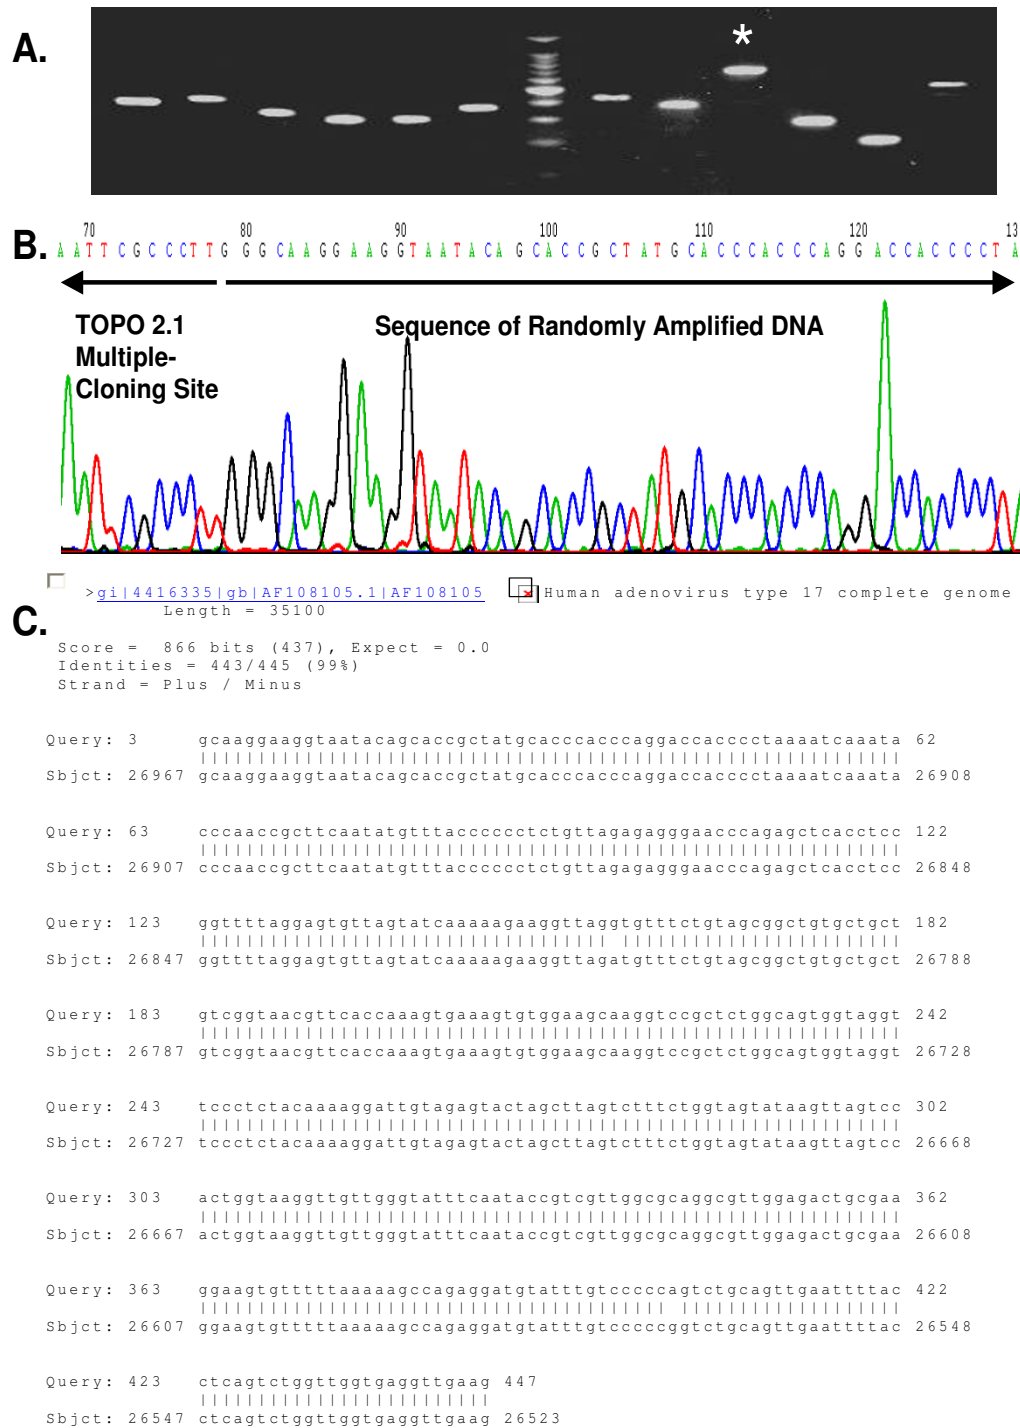 A.
*
70 80 90 100 110 120 13
B. A A T T C G C C C T T G G G C A A G G A A G G T A A T A C A G C A C C G C T A T G C A C C C A C C C A G G A C C A C C C C T A
TOPO 2.1 Sequence of Randomly Amplified DNA
Multiple-
Cloning Site
>gi|4416335|gb|AF108105.1|AF108105 Human adenovirus type 17 complete genome
Length = 35100
C.
Score = 866 bits (437), Expect = 0.0
Identities = 443/445 (99%)
Strand = Plus / Minus
Query: 3 gcaaggaaggtaatacagcaccgctatgcacccacccaggaccacccctaaaatcaaata 62
||||||||||||||||||||||||||||||||||||||||||||||||||||||||||||
Sbjct: 26967 gcaaggaaggtaatacagcaccgctatgcacccacccaggaccacccctaaaatcaaata 26908
Query: 63 cccaaccgcttcaatatgtttacccccctctgttagagagggaacccagagctcacctcc 122
||||||||||||||||||||||||||||||||||||||||||||||||||||||||||||
Sbjct: 26907 cccaaccgcttcaatatgtttacccccctctgttagagagggaacccagagctcacctcc 26848
Query: 123 ggttttaggagtgttagtatcaaaaagaaggttaggtgtttctgtagcggctgtgctgct 182
||||||||||||||||||||||||||||||||||| ||||||||||||||||||||||||
Sbjct: 26847 ggttttaggagtgttagtatcaaaaagaaggttagatgtttctgtagcggctgtgctgct 26788
Query: 183 gtcggtaacgttcaccaaagtgaaagtgtggaagcaaggtccgctctggcagtggtaggt 242
||||||||||||||||||||||||||||||||||||||||||||||||||||||||||||
Sbjct: 26787 gtcggtaacgttcaccaaagtgaaagtgtggaagcaaggtccgctctggcagtggtaggt 26728
Query: 243 tccctctacaaaaggattgtagagtactagcttagtctttctggtagtataagttagtcc 302
||||||||||||||||||||||||||||||||||||||||||||||||||||||||||||
Sbjct: 26727 tccctctacaaaaggattgtagagtactagcttagtctttctggtagtataagttagtcc 26668
Query: 303 actggtaaggttgttgggtatttcaataccgtcgttggcgcaggcgttggagactgcgaa 362
||||||||||||||||||||||||||||||||||||||||||||||||||||||||||||
Sbjct: 26667 actggtaaggttgttgggtatttcaataccgtcgttggcgcaggcgttggagactgcgaa 26608
Query: 363 ggaagtgtttttaaaaagccagaggatgtatttgtcccccagtctgcagttgaattttac 422
|||||||||||||||||||||||||||||||||||||||| |||||||||||||||||||
Sbjct: 26607 ggaagtgtttttaaaaagccagaggatgtatttgtcccccggtctgcagttgaattttac 26548
Query: 423 ctcagtctggttggtgaggttgaag 447
|||||||||||||||||||||||||
Sbjct: 26547 ctcagtctggttggtgaggttgaag 26523